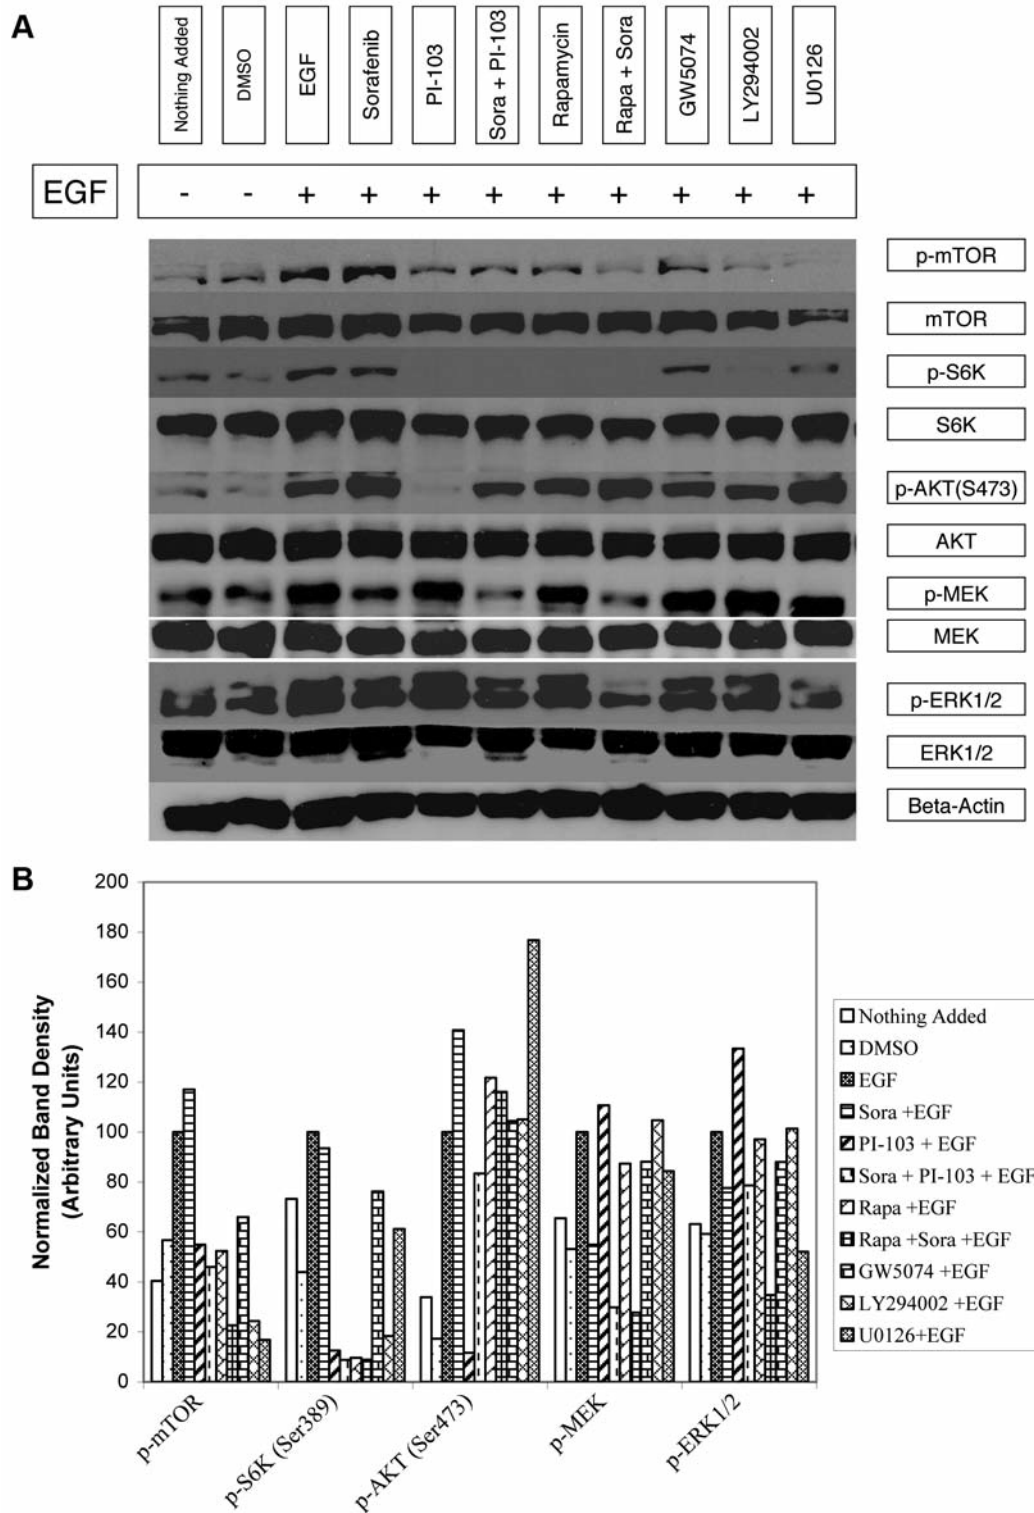 A
Nothing Added
DMSO
EGF
Sorafenib
PI-103
Sora + PI-103
Rapamycin
Rapa + Sora
GW5074
LY294002
U0126
EGF
- - + + + + + + + + +
p-mTOR
mTOR
p-S6K
S6K
p-AKT(S473)
AKT
p-MEK
MEK
p-ERK1/2
ERK1/2
Beta-Actin
B
Normalized Band Density
(Arbitrary Units)
200
180
160
140
120
100
80
60
40
20
0
p-mTOR
p-S6K (Ser389)
p-AKT (Ser473)
p-MEK
p-ERK1/2
Nothing Added
DMSO
EGF
Sora +EGF
PI-103 + EGF
Sora + PI-103 + EGF
Rapa +EGF
Rapa +Sora +EGF
GW5074 +EGF
LY294002 +EGF
U0126+EGF